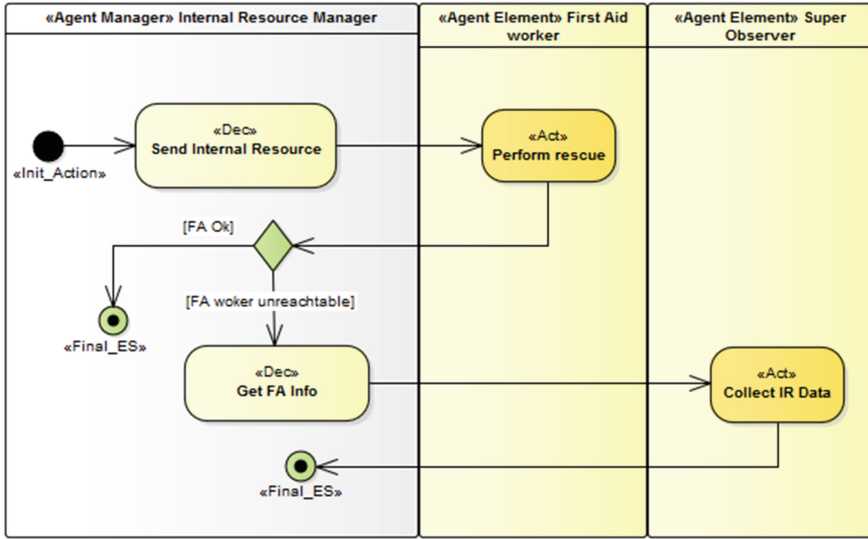 «Agent Manager» Internal Resource Manager
«Agent Element» First Aid
worker
«Agent Element» Super
Observer
«Dec»
Send Internal Resource
«Act»
Perform rescue
«Init_Action»
[FA Ok]
[FA woker unreachtable]
«Final_ES»
«Dec»
Get FA Info
«Act»
Collect IR Data
«Final_ES»